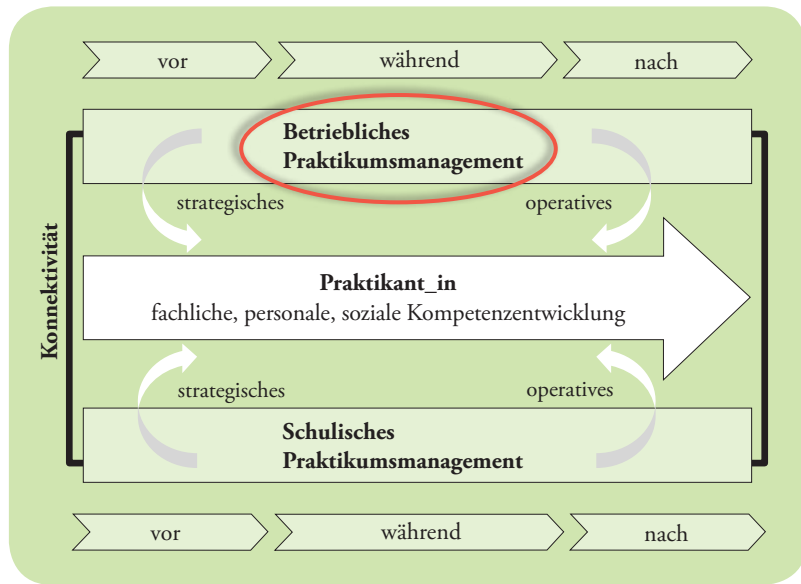 vor
während
nach
Betriebliches
Praktikumsmanagement
strategisches
operatives
Konnektivität
Praktikant_in
fachliche, personale, soziale Kompetenzentwicklung
strategisches
operatives
Schulisches
Praktikumsmanagement
vor
während
nach